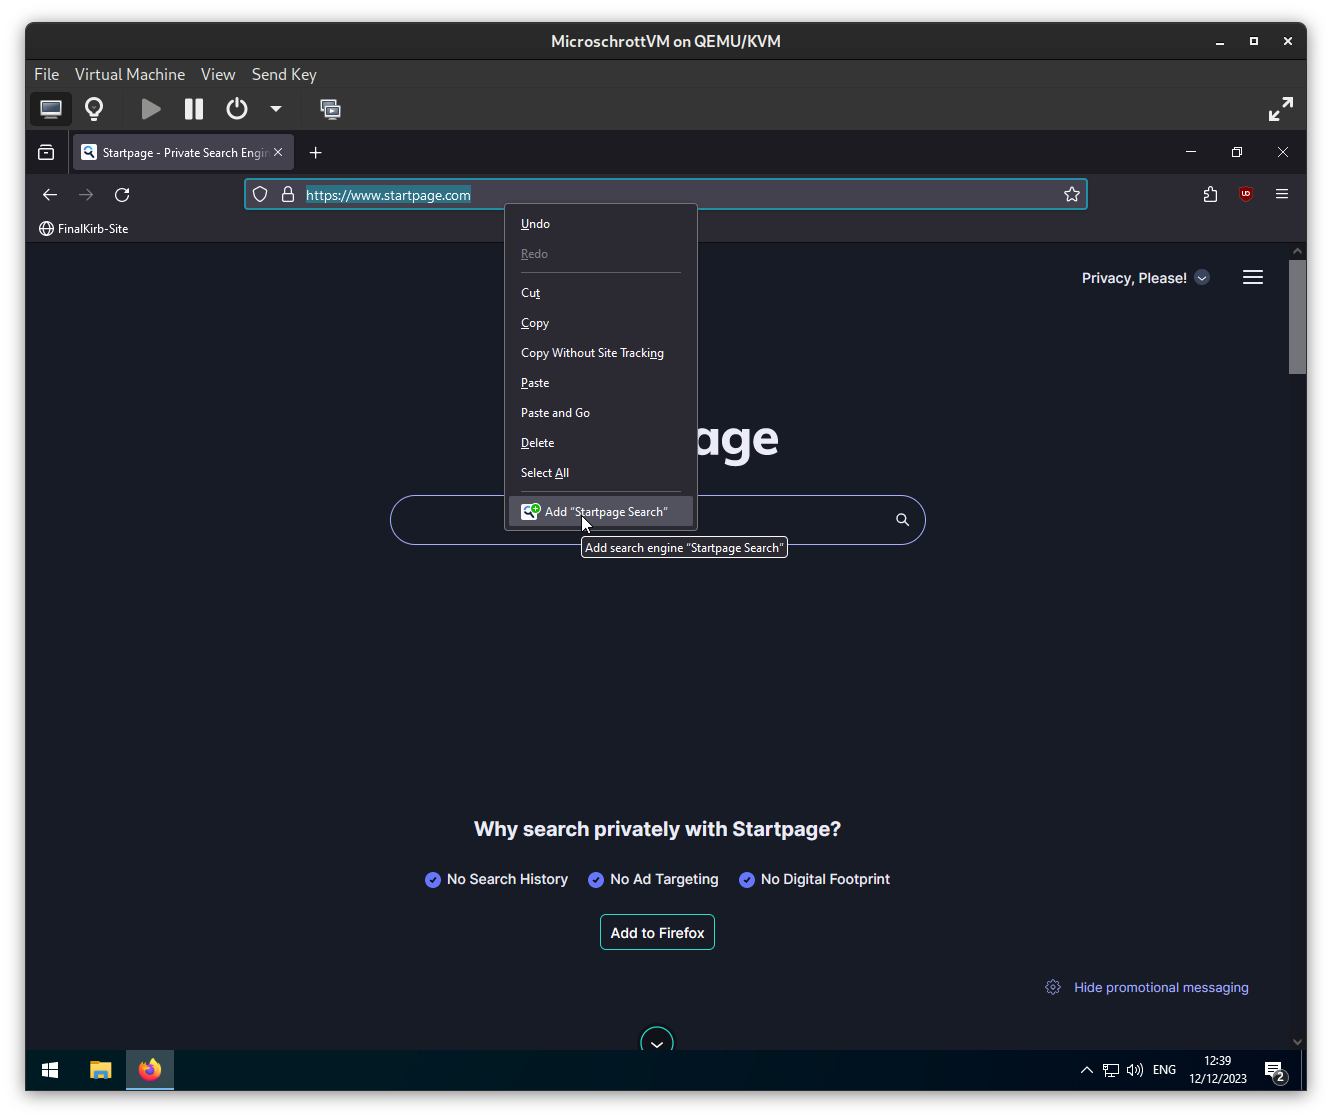 MicroschrottVM on QEMU/KVM
File Virtual Machine View Send Key
Startpage - Private Search Engin
https://www.startpage.com
FinalKirb-Site
Undo
Redo
Cut
Copy
Copy Without Site Tracking
Paste
Paste and Go
Delete
Select All
Add “Startpage Search”
Add search engine “Startpage Search”
Privacy, Please!
age
Why search privately with Startpage?
No Search History No Ad Targeting No Digital Footprint
Add to Firefox
Hide promotional messaging
ENG
12:39
12/12/2023
2